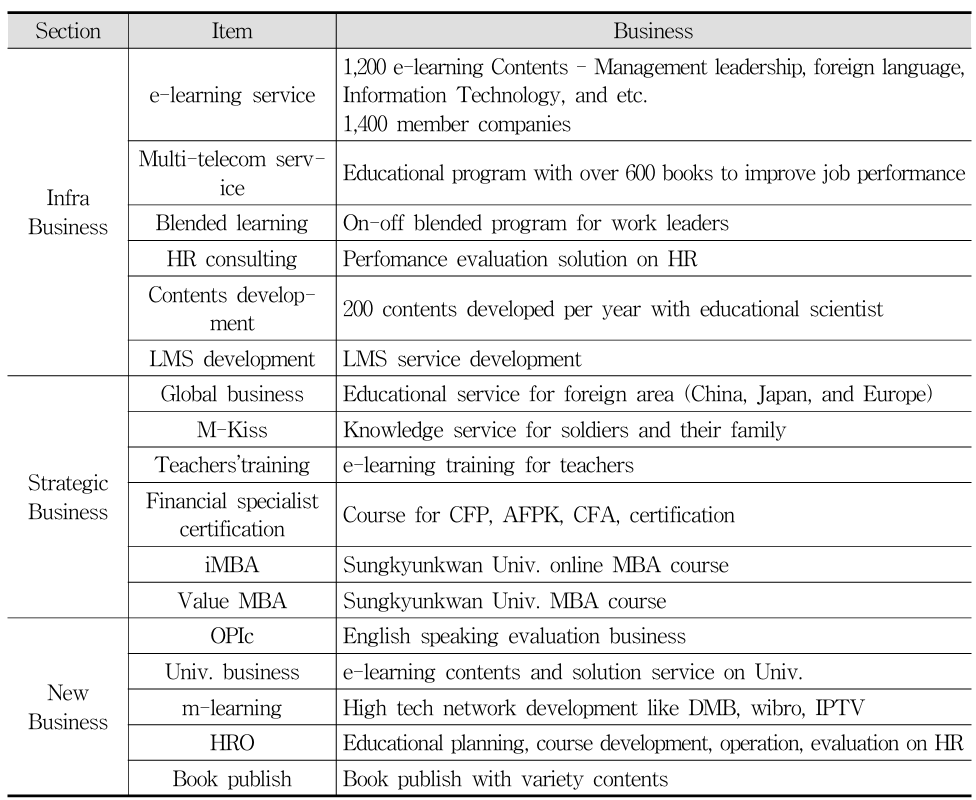 Section Item Business
Infra
Business
e-learning service
1,200 e-learning Contents - Management leadership, foreign language,
Information Technology, and etc.
1,400 member companies
Multi-telecom serv-
ice
Educational program with over 600 books to improve job performance
Blended learning On-off blended program for work leaders
HR consulting Perfomance evaluation solution on HR
Contents develop-
ment
200 contents developed per year with educational scientist
LMS development LMS service development
Strategic
Business
Global business Educational service for foreign area (China, Japan, and Europe)
M-Kiss Knowledge service for soldiers and their family
Teachers'training e-learning training for teachers
Financial specialist
certification
Course for CFP, AFPK, CFA, certification
iMBA Sungkyunkwan Univ. online MBA course
Value MBA Sungkyunkwan Univ. MBA course
New
Business
OPIc English speaking evaluation business
Univ. business e-learning contents and solution service on Univ.
m-learning High tech network development like DMB, wibro, IPTV
HRO Educational planning, course development, operation, evaluation on HR
Book publish Book publish with variety contents